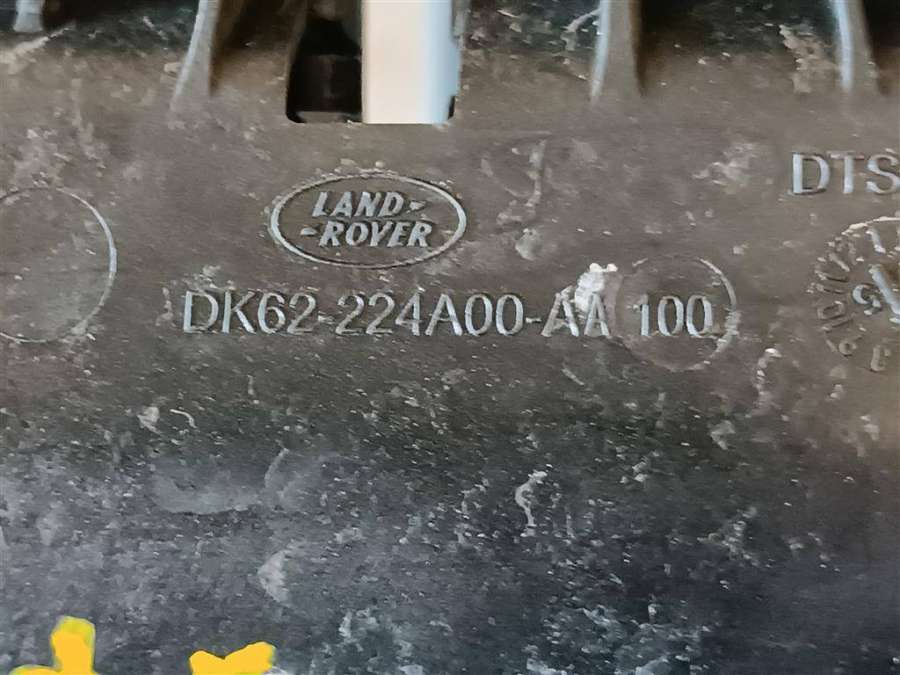 DTS
LAND-
-ROVER
DK62-224A00-AA 100